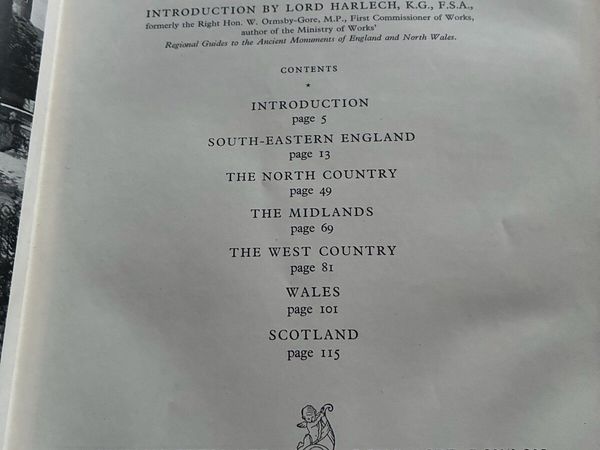 INTRODUCTION BY LORD HARLECH, K.G., F.S.A.,
formerly the Right Hon. W. Ormsby-Gore, M.P., First Commissioner of Works,
author of the Ministry of Works'
Regional Guides to the Ancient Monuments of England and North Wales.
CONTENTS
*
INTRODUCTION
page 5
SOUTH-EASTERN ENGLAND
page 13
THE NORTH COUNTRY
page 49
THE MIDLANDS
page 69
THE WEST COUNTRY
page 81
WALES
page 101
SCOTLAND
page 115